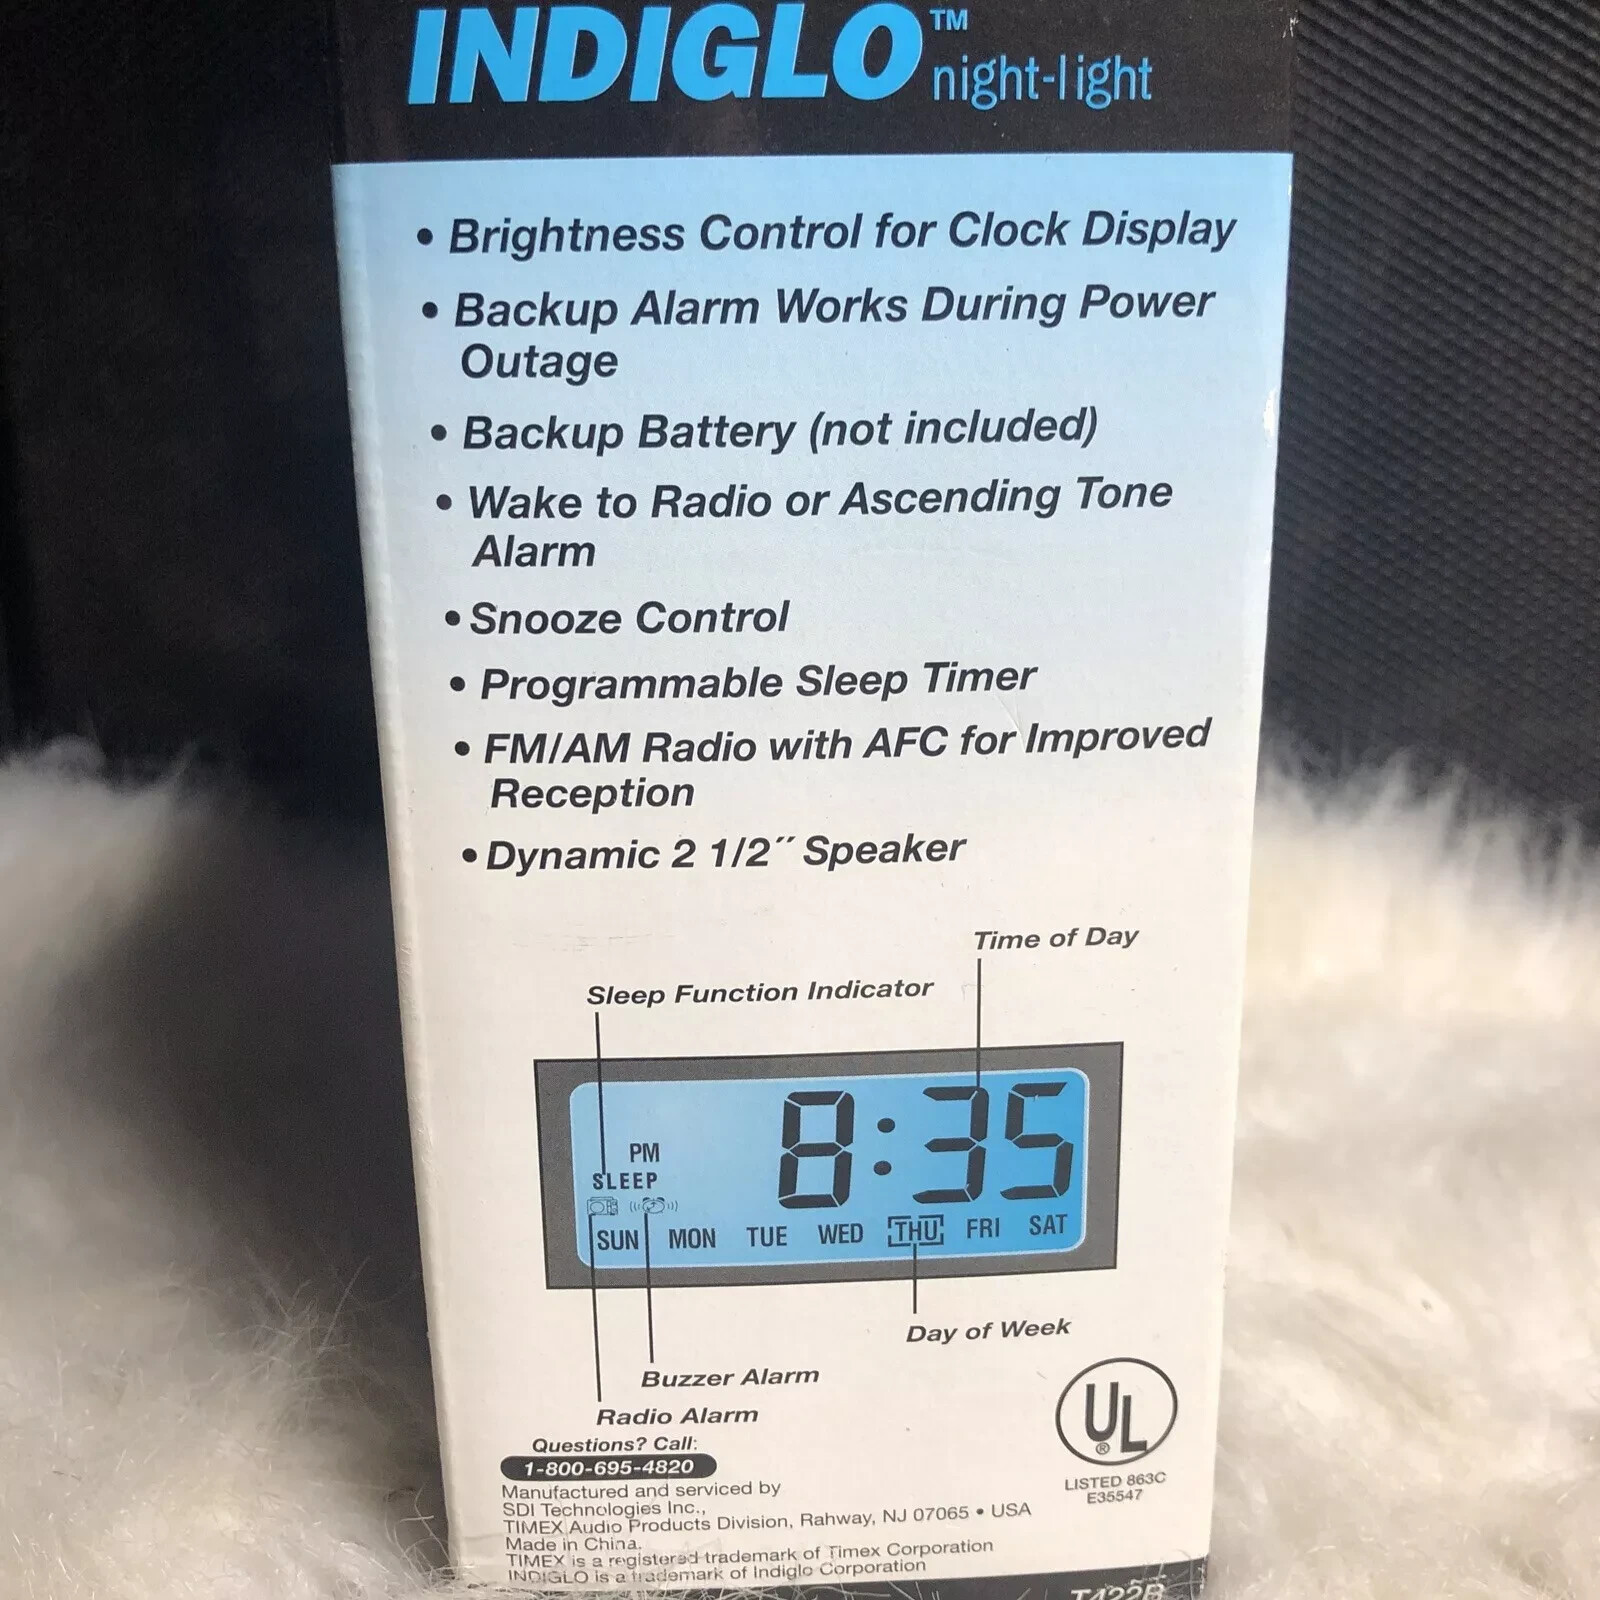 INDIGLO™
night-light
• Brightness Control for Clock Display
• Backup Alarm Works During Power
Outage
• Backup Battery (not included)
• Wake to Radio or Ascending Tone
Alarm
• Snooze Control
• Programmable Sleep Timer
• FM/AM Radio with AFC for Improved
Reception
• Dynamic 2 1/2″ Speaker
Time of Day
Sleep Function Indicator
8:35
PM
SLEEP
SUN MON TUE WED THU FRI SAT
Day of Week
Buzzer Alarm
Radio Alarm
Questions? Call:
1-800-695-4820
Manufactured and serviced by
SDI Technologies Inc.,
TIMEX Audio Products Division, Rahway, NJ 07065 • USA
Made in China.
TIMEX is a registered trademark of Timex Corporation
INDIGLO is a trademark of Indiglo Corporation
UL
®
LISTED 863C
E35547
T422B